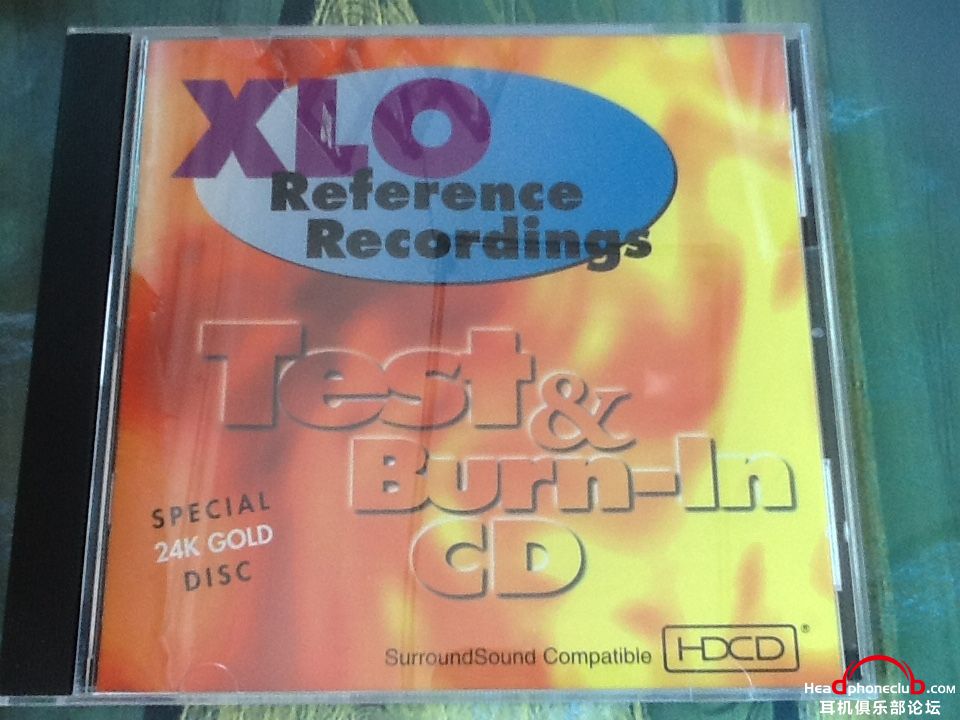 XLO
Reference
Recordings
Test &
Burn-In
CD
SPECIAL
24K GOLD
DISC
SurroundSound Compatible HDCD®
Headphoneclub.com
耳机俱乐部论坛